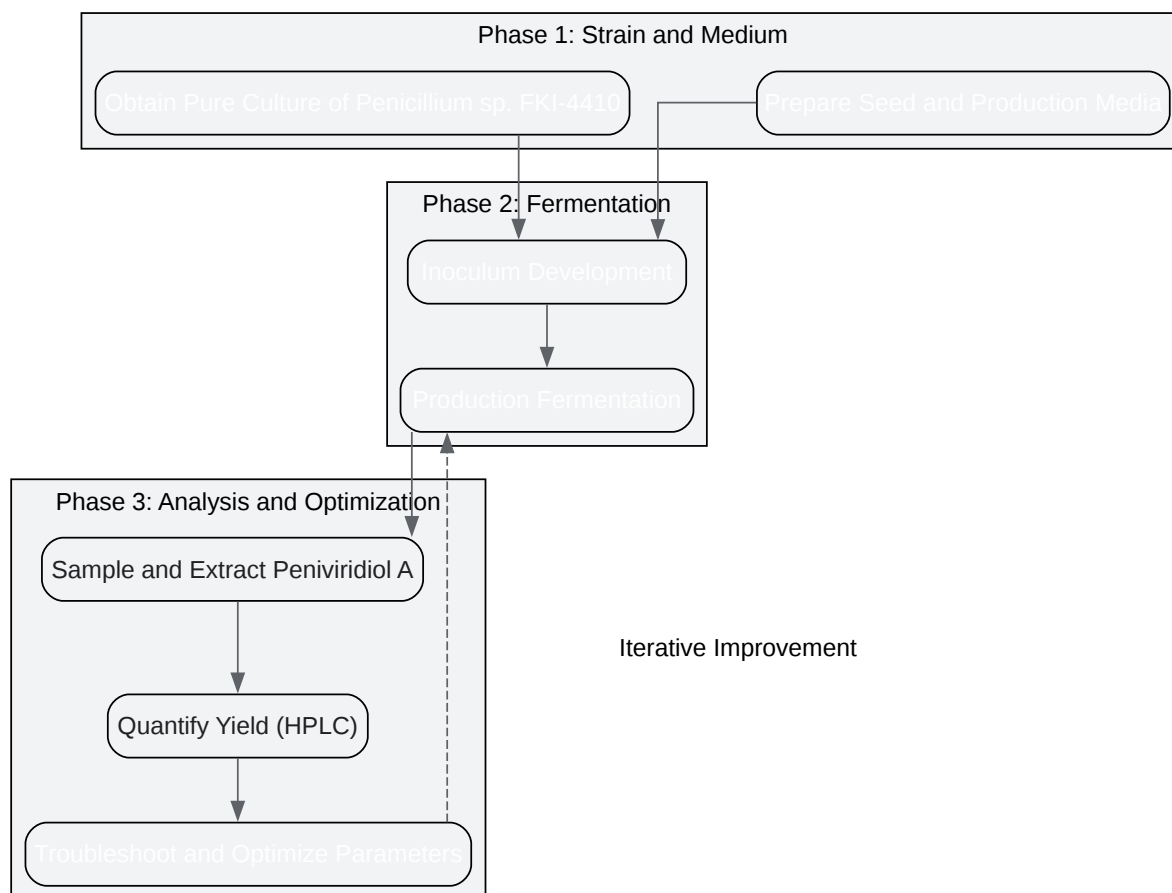 Phase 1: Strain and Medium
Obtain Pure Culture of Penicillium sp. FKI-4410
Prepare Seed and Production Media
Phase 2: Fermentation
Inoculum Development
Production Fermentation
Phase 3: Analysis and Optimization
Sample and Extract Peniviridiol A
Iterative Improvement
Quantify Yield (HPLC)
Troubleshoot and Optimize Parameters